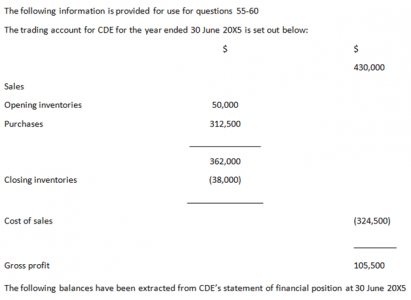 The following information is provided for use for questions 55-60
The trading account for CDE for the year ended 30 June 20X5 is set out below:
$ $
430,000
Sales
Opening inventories 50,000
Purchases 312,500
362,000
Closing inventories (38,000)
Cost of sales (324,500)
Gross profit 105,500
The following balances have been extracted from CDE's statement of financial position at 30 June 20X5